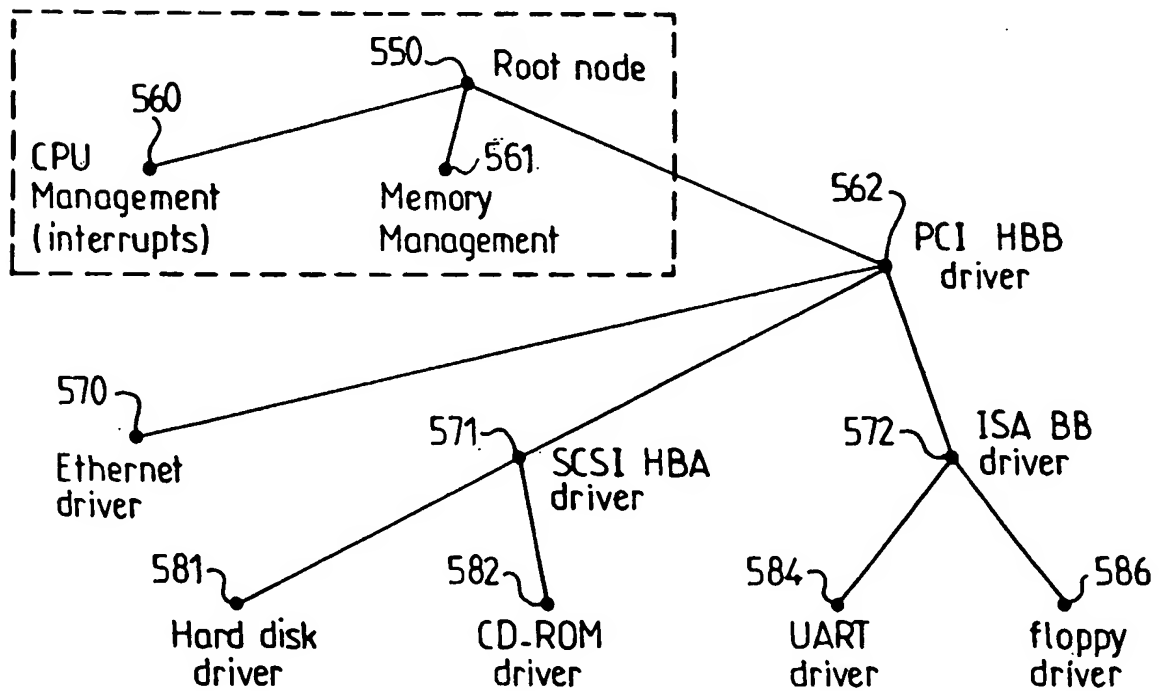 550
Root node
560
CPU
Management
(interrupts)
561
Memory
Management
562
PCI HBB
driver
570
Ethernet
driver
571
SCSI HBA
driver
572
ISA BB
driver
581
Hard disk
driver
582
CD-ROM
driver
584
UART
driver
586
floppy
driver